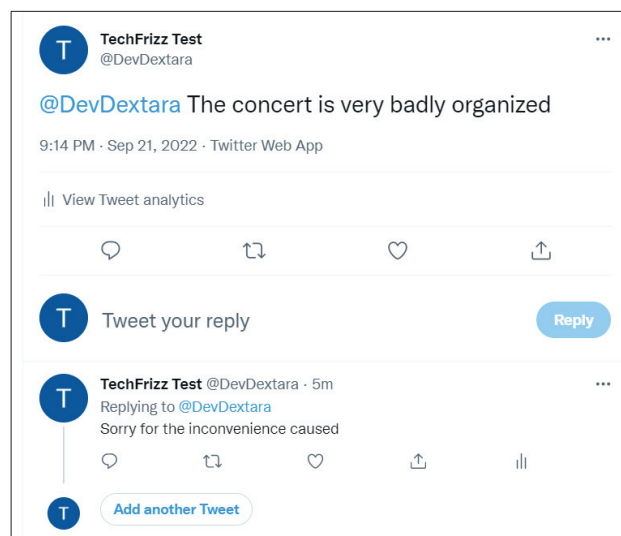 T
TechFrizz Test
@DevDextara
@DevDextara The concert is very badly organized
9:14 PM · Sep 21, 2022 · Twitter Web App
View Tweet analytics
T
Tweet your reply
Reply
T
TechFrizz Test @DevDextara · 5m
Replying to @DevDextara
Sorry for the inconvenience caused
T
Add another Tweet